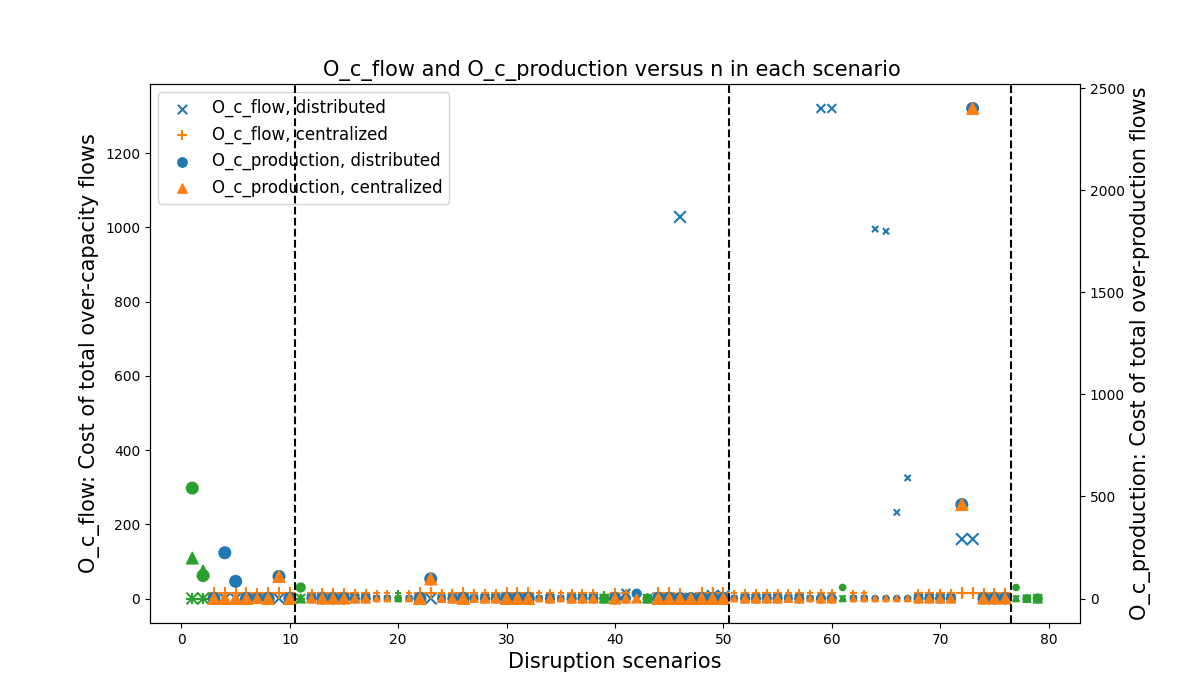 O_c_flow and O_c_production versus n in each scenario
O_c_flow, distributed
O_c_flow, centralized
O_c_production, distributed
O_c_production, centralized
O_c_flow: Cost of total over-capacity flows
1200
1000
800
600
400
200
0
0
10
20
30
40
50
60
70
80
Disruption scenarios
2500
2000
1500
1000
500
0
O_c_production: Cost of total over-production flows